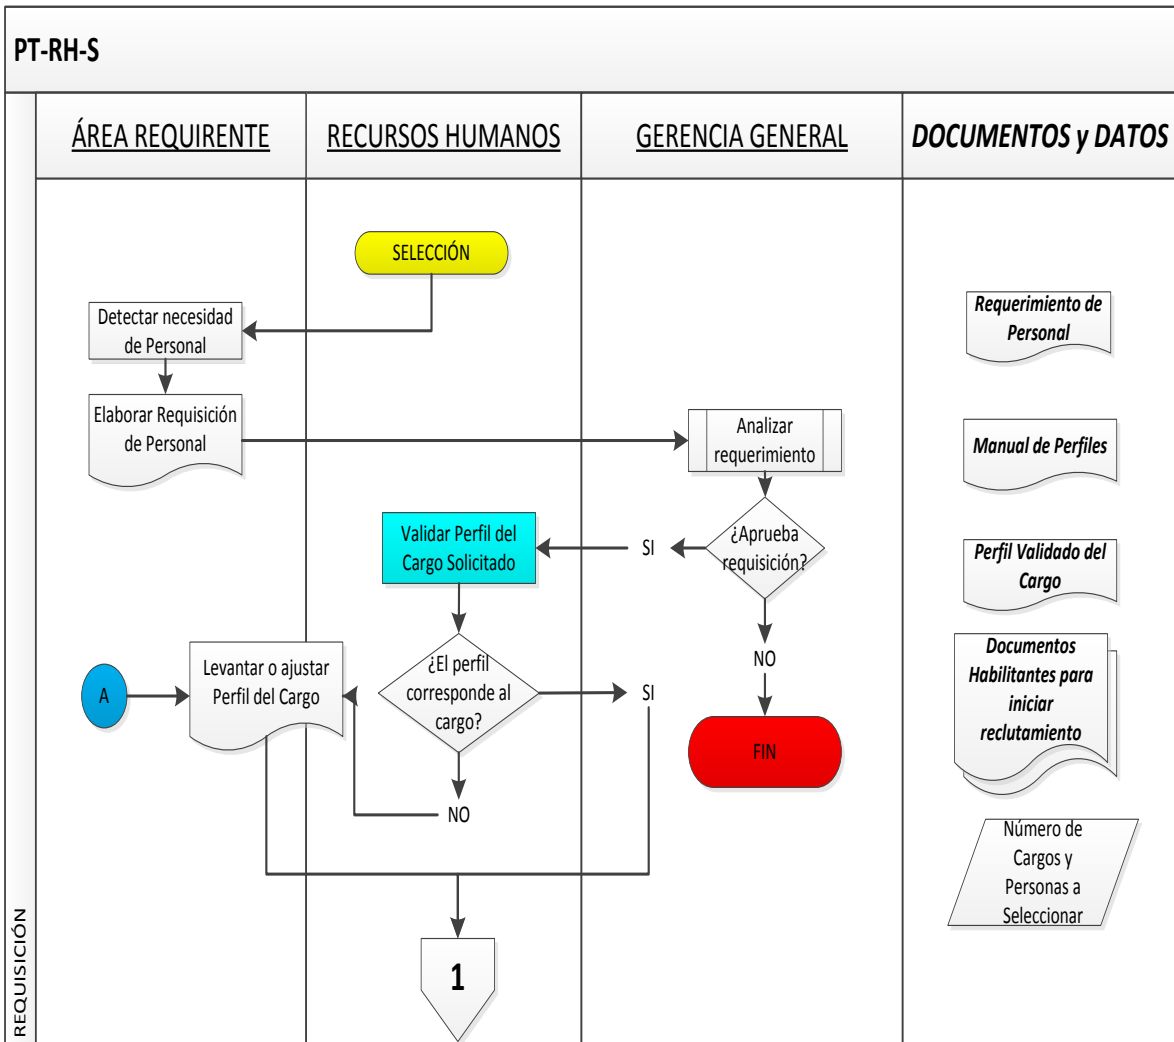 PT-RH-S
ÁREA REQUIRENTE
RECURSOS HUMANOS
GERENCIA GENERAL
DOCUMENTOS y DATOS
REQUISICIÓN
SELECCIÓN
Detectar necesidad
de Personal
Elaborar Requisición
de Personal
Analizar
requerimiento
¿Aprueba
requisición?
SI
NO
FIN
Validar Perfil del
Cargo Solicitado
¿El perfil
corresponde al
cargo?
SI
NO
A
Levantar o ajustar
Perfil del Cargo
1
Requerimiento de
Personal
Manual de Perfiles
Perfil Validado del
Cargo
Documentos
Habilitantes para
iniciar
reclutamiento
Número de
Cargos y
Personas a
Seleccionar